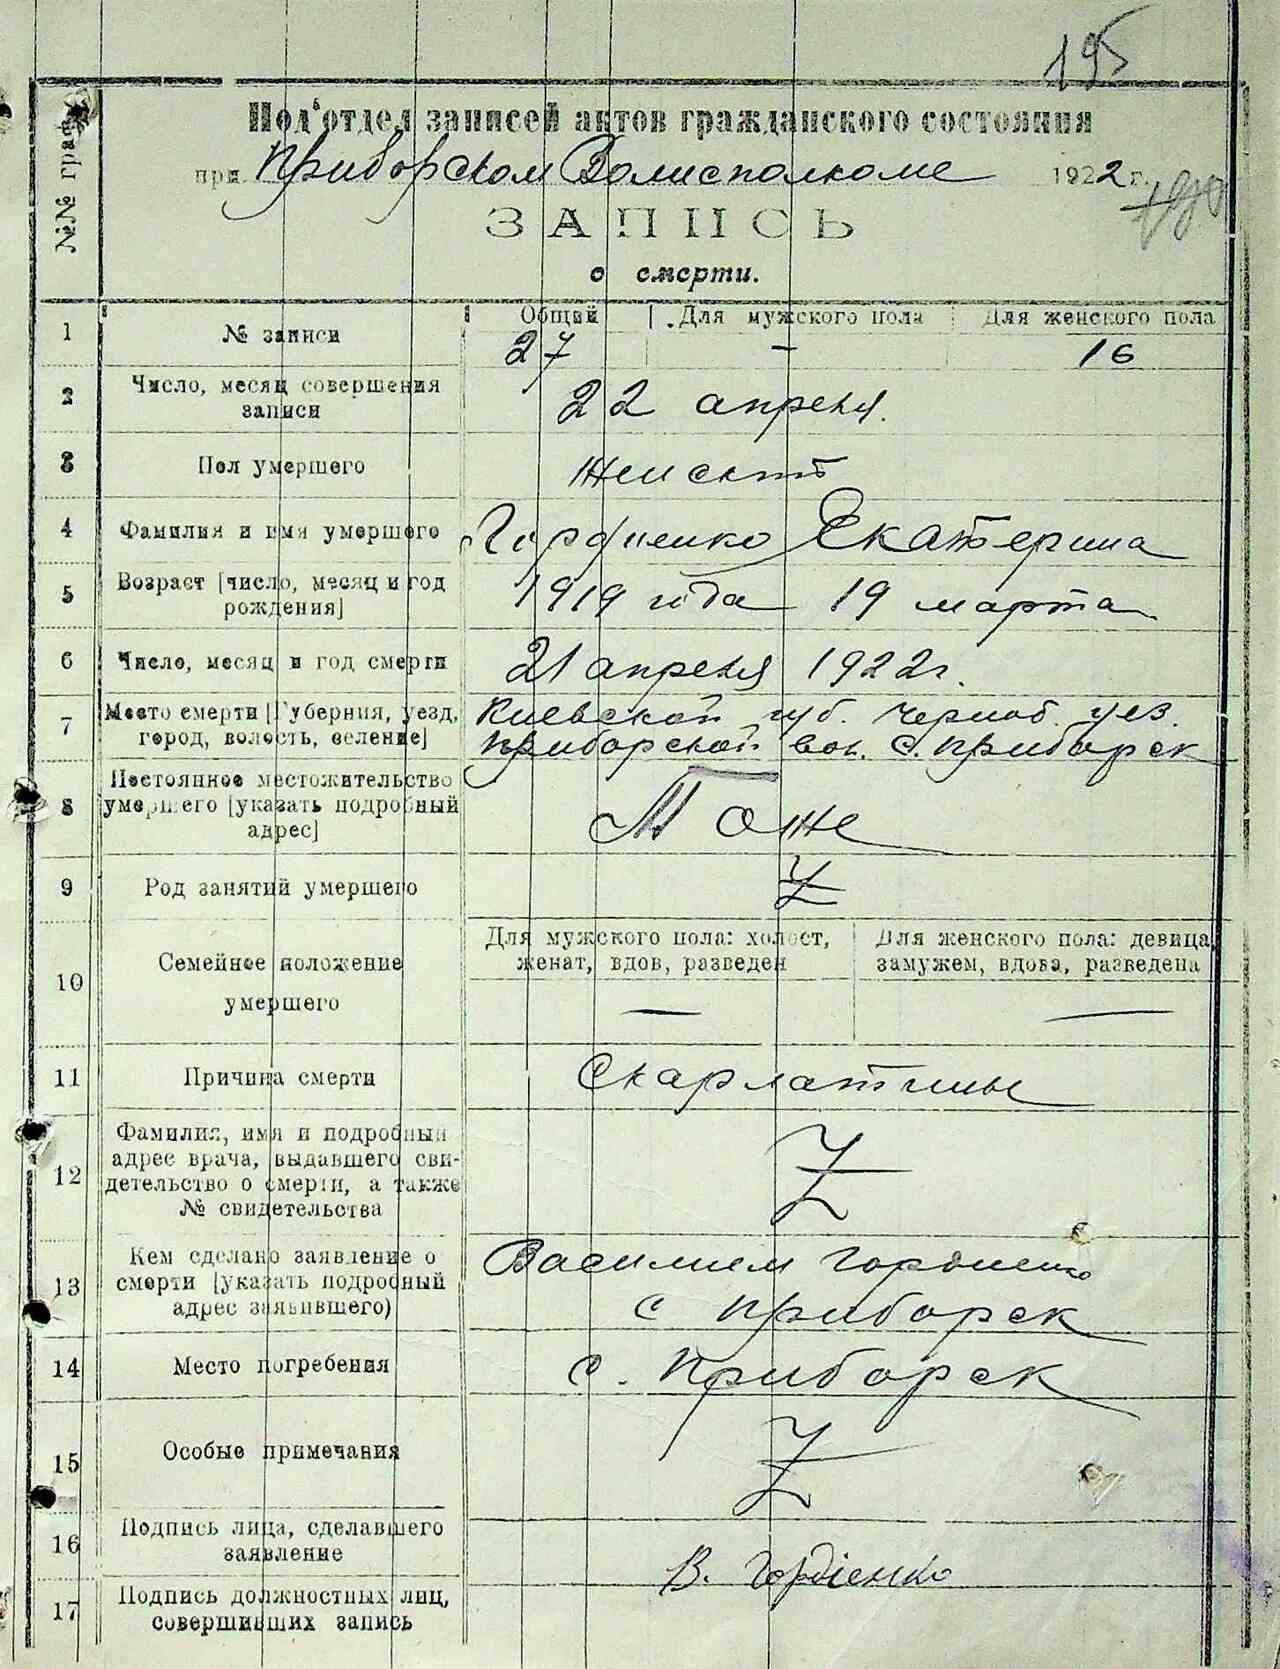 195
Под'отдел записей актов гражданского состояния
при Приборском Волисполкоме 1922 г.
ЗАПИСЬ
о смерти.
№№ граф
Общий Для мужского пола Для женского пола
1 № записи 27 – 16
2 Число, месяц совершения
записи
22 апреля.
3 Пол умершего женский
4 Фамилия и имя умершего Гордиенко Екатерина
5 Возраст [число, месяц и год
рождения]
1919 года 19 марта
6 Число, месяц и год смерти 21 апреля 1922 г.
7 Место смерти [Губерния, уезд,
город, волость, селение]
Киевской губ. Черноб. уез.
Приборской вол. с. Приборск
8 Постоянное местожительство
умершего [указать подробный
адрес]
Тоже
9 Род занятий умершего Z
10 Семейное положение
умершего
Для мужского пола: холост,
женат, вдов, разведен
—
Для женского пола: девица,
замужем, вдова, разведена
—
11 Причина смерти Скарлатины
12 Фамилия, имя и подробный
адрес врача, выдавшего сви-
детельство о смерти, а также
№ свидетельства
Z
13 Кем сделано заявление о
смерти [указать подробный
адрес заявившего)
Василием Гордиенко
с Приборск
14 Место погребения с. Приборск
15 Особые примечания Z
16 Подпись лица, сделавшего
заявление
В. Гордіенко
17 Подпись должностных лиц,
совершивших запись